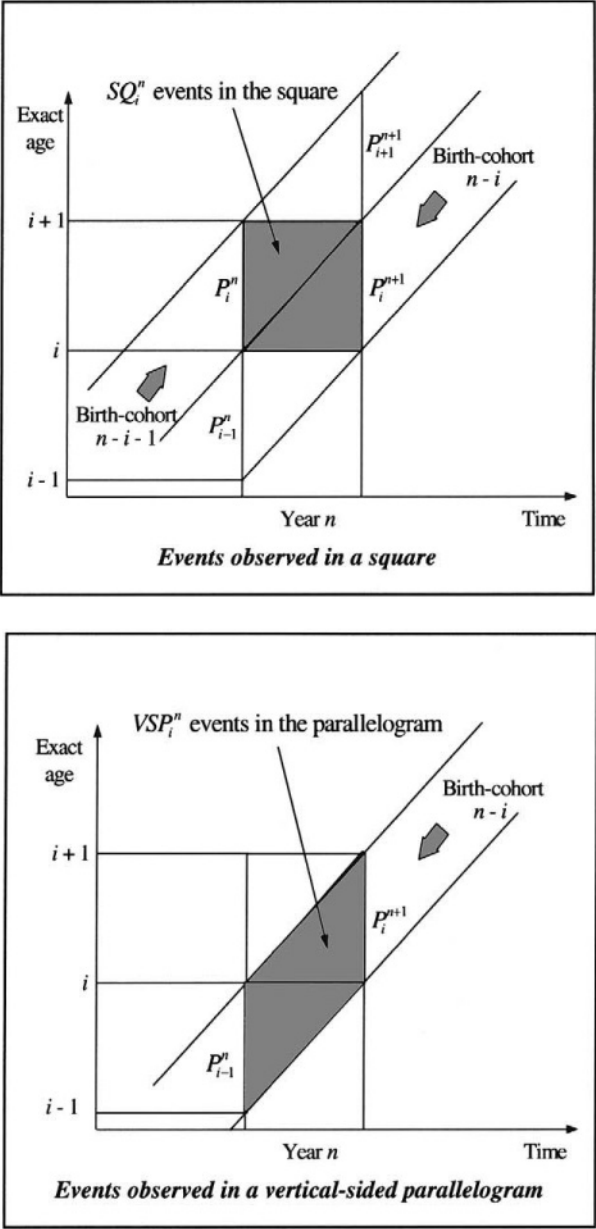 SQ_i^n events in the square
Exact
age
P_{i+1}^{n+1}
Birth-cohort
n - i
i + 1
P_i^n
P_i^{n+1}
i
Birth-cohort
n - i - 1
P_{i-1}^n
i - 1
Year n
Time
Events observed in a square
VSP_i^n events in the parallelogram
Exact
age
Birth-cohort
n - i
i + 1
P_i^{n+1}
i
P_{i-1}^n
i - 1
Year n
Time
Events observed in a vertical-sided parallelogram